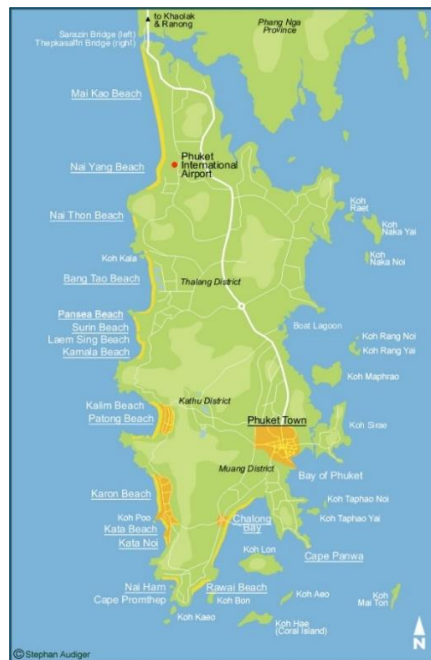 to Khaolak
& Ranong
Phang Nga
Province
Sarazin Bridge (left)
Thepkasattri Bridge (right)
Mai Kao Beach
Phuket
International
Airport
Nai Yang Beach
Nai Thon Beach
Koh
Raet
Koh
Naka Yai
Koh
Naka Noi
Koh Kata
Bang Tao Beach
Thalang District
Pansea Beach
Surin Beach
Laem Sing Beach
Kamala Beach
Boat Lagoon
Koh Rang Noi
Koh Rang Yai
Koh Maphrao
Kathu District
Kalim Beach
Patong Beach
Phuket Town
Koh Sirae
Muang District
Bay of Phuket
Karon Beach
Koh Poo
Kata Beach
Kata Noi
Chalong
Bay
Koh Taphao Noi
Koh Taphao Yai
Koh Lon
Cape Panwa
Nai Harn
Cape Promthep
Rawai Beach
Koh Bon
Koh Aeo
Koh
Mai Ton
Koh Kaeo
Koh Hae
(Coral Island)
N
© Stephan Audiger